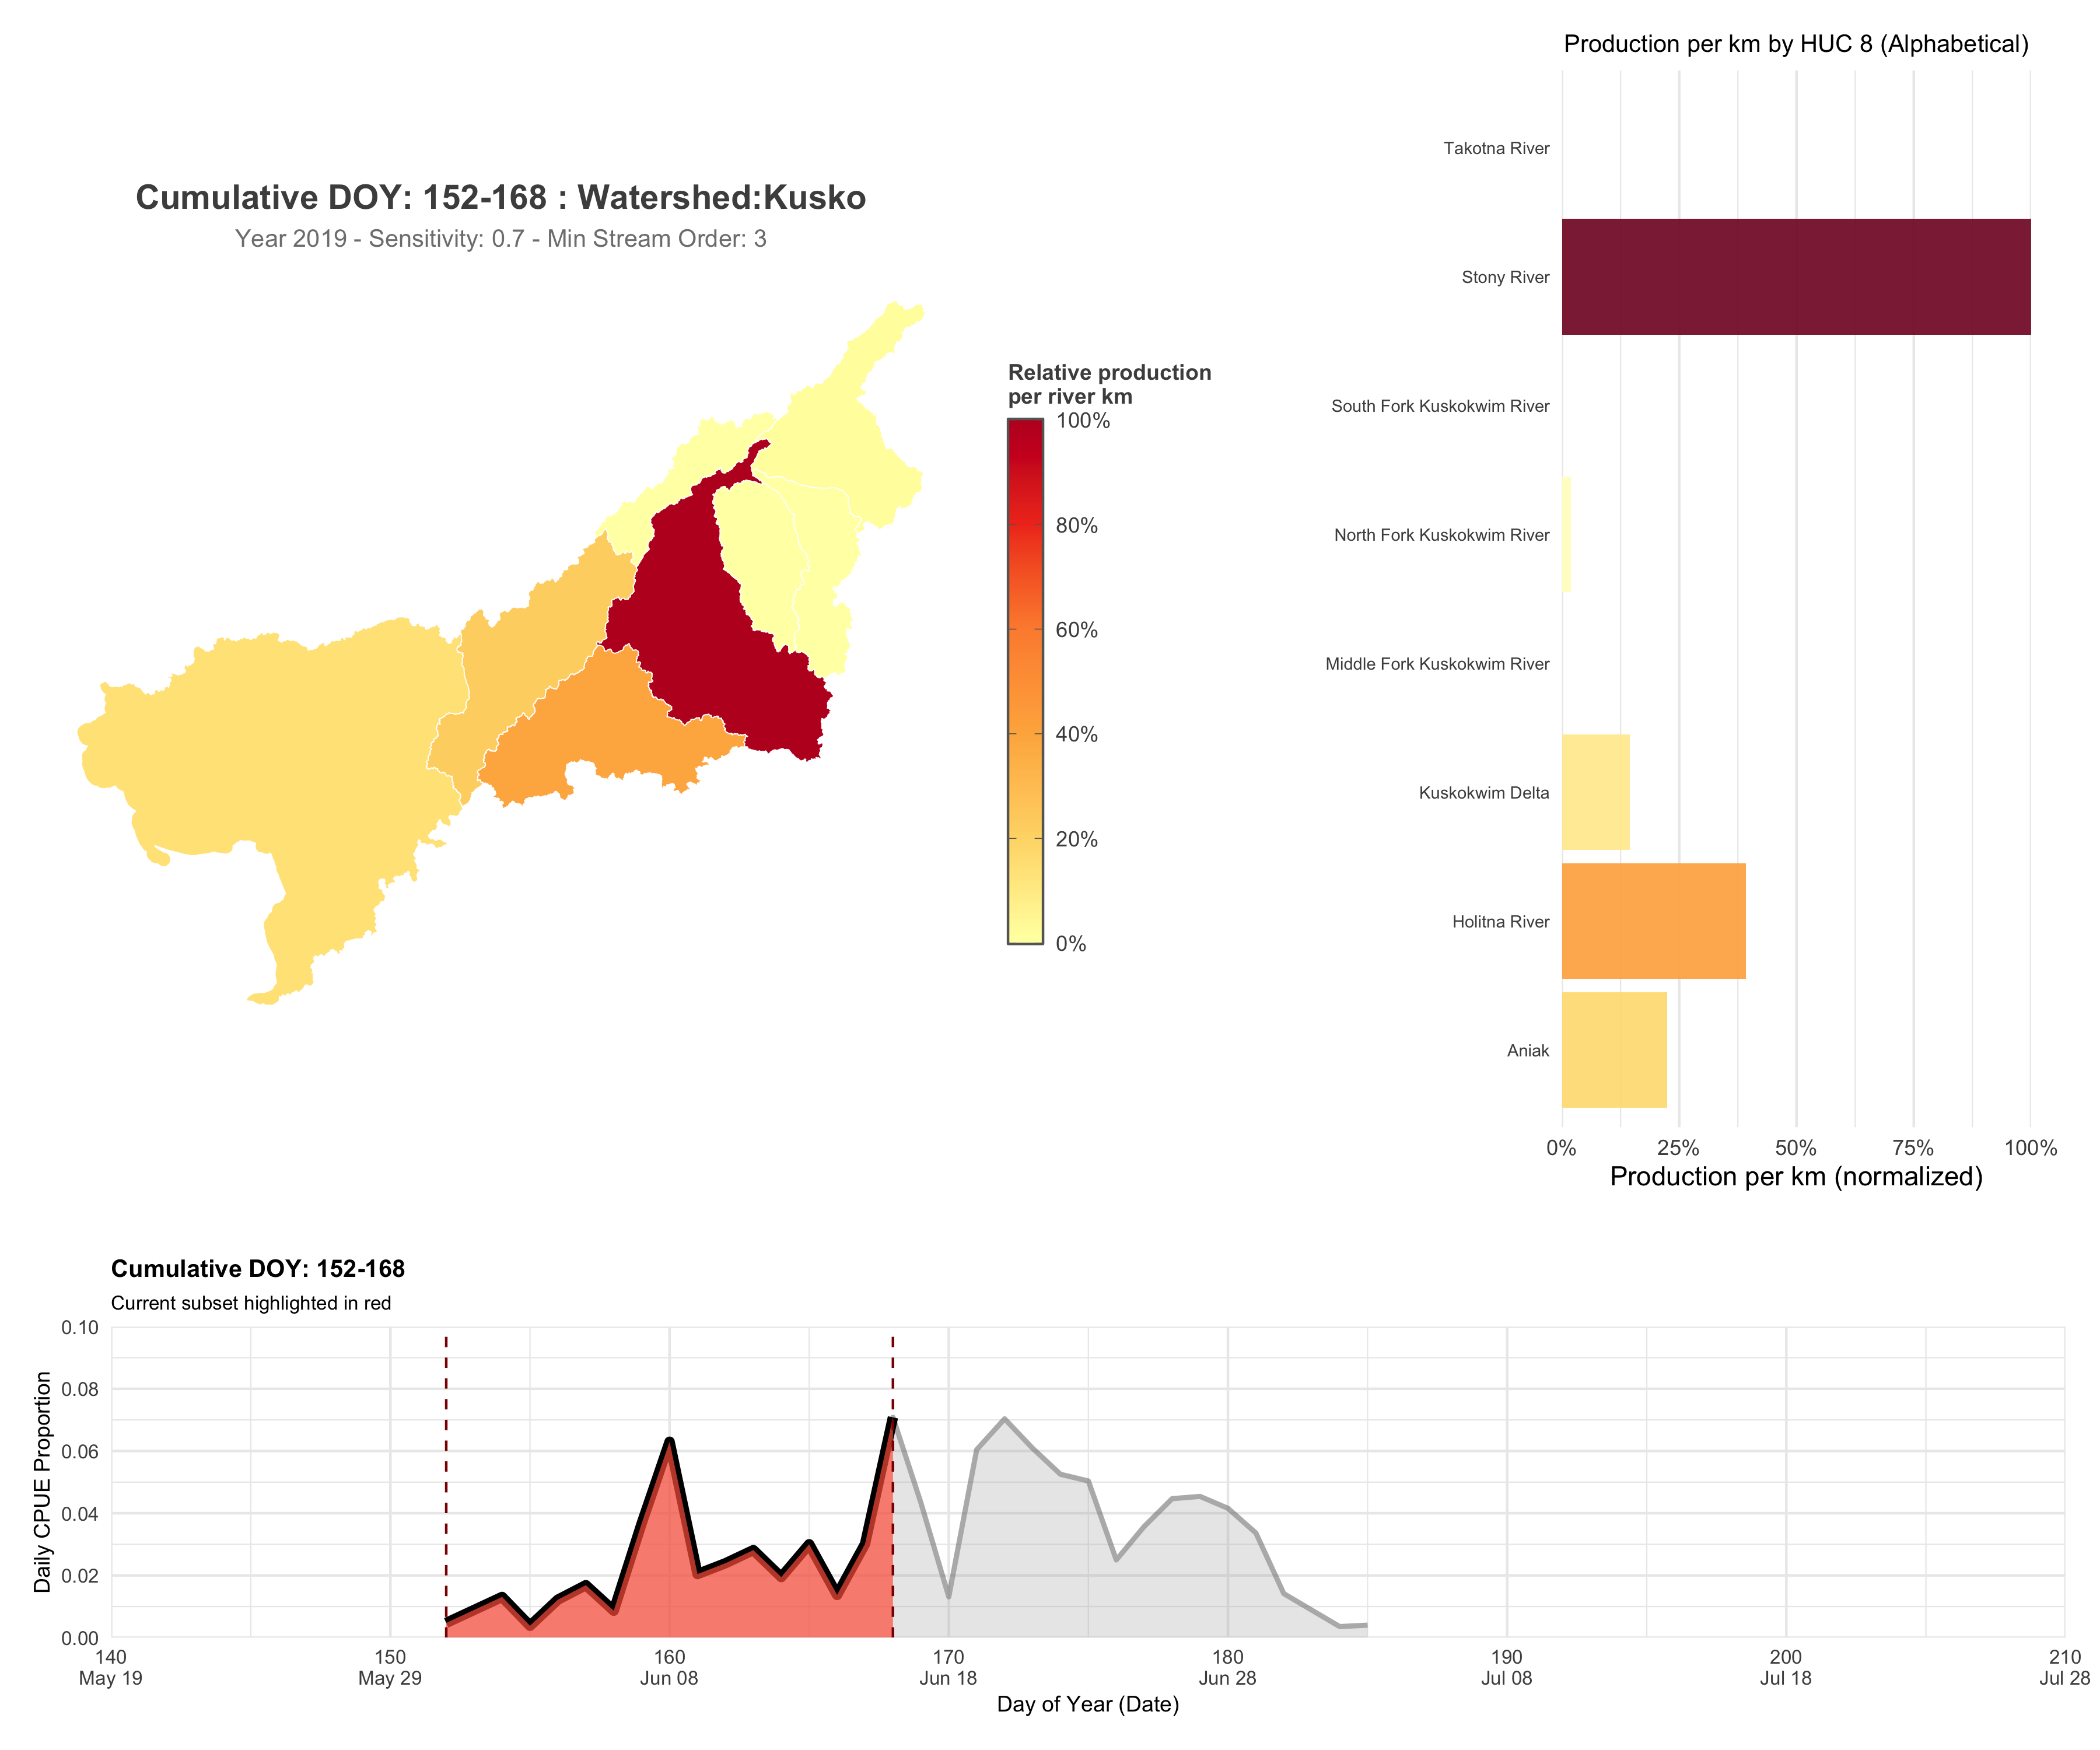 Cumulative DOY: 152-168 : Watershed:Kusko
Year 2019 - Sensitivity: 0.7 - Min Stream Order: 3
Relative production
per river km
100%
80%
60%
40%
20%
0%
Production per km by HUC 8 (Alphabetical)
Takotna River
Stony River
South Fork Kuskokwim River
North Fork Kuskokwim River
Middle Fork Kuskokwim River
Kuskokwim Delta
Holitna River
Aniak
0% 25% 50% 75% 100%
Production per km (normalized)
Cumulative DOY: 152-168
Current subset highlighted in red
Daily CPUE Proportion
0.10
0.08
0.06
0.04
0.02
0.00
140 150 160 170 180 190 200 210
May 19 May 29 Jun 08 Jun 18 Jun 28 Jul 08 Jul 18 Jul 28
Day of Year (Date)